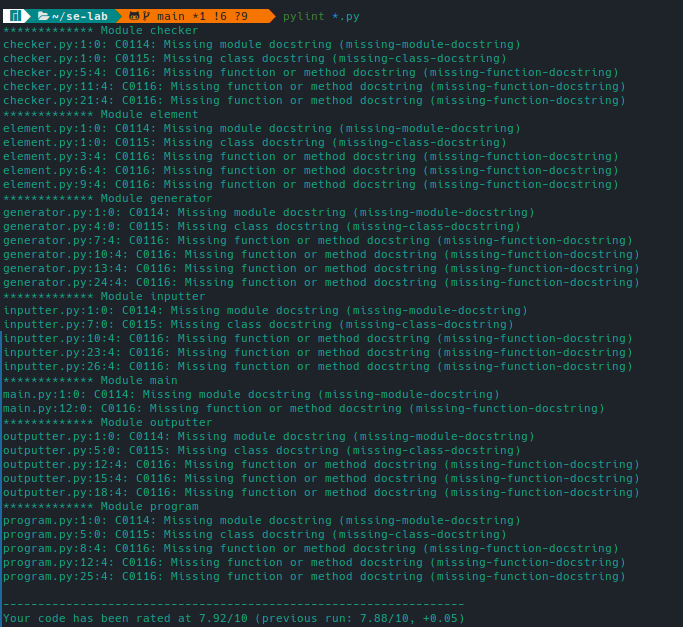 ~/se-lab main *1 !6 ?9 pylint *.py
************* Module checker
checker.py:1:0: C0114: Missing module docstring (missing-module-docstring)
checker.py:1:0: C0115: Missing class docstring (missing-class-docstring)
checker.py:5:4: C0116: Missing function or method docstring (missing-function-docstring)
checker.py:11:4: C0116: Missing function or method docstring (missing-function-docstring)
checker.py:21:4: C0116: Missing function or method docstring (missing-function-docstring)
************* Module element
element.py:1:0: C0114: Missing module docstring (missing-module-docstring)
element.py:1:0: C0115: Missing class docstring (missing-class-docstring)
element.py:3:4: C0116: Missing function or method docstring (missing-function-docstring)
element.py:6:4: C0116: Missing function or method docstring (missing-function-docstring)
element.py:9:4: C0116: Missing function or method docstring (missing-function-docstring)
************* Module generator
generator.py:1:0: C0114: Missing module docstring (missing-module-docstring)
generator.py:4:0: C0115: Missing class docstring (missing-class-docstring)
generator.py:7:4: C0116: Missing function or method docstring (missing-function-docstring)
generator.py:10:4: C0116: Missing function or method docstring (missing-function-docstring)
generator.py:13:4: C0116: Missing function or method docstring (missing-function-docstring)
generator.py:24:4: C0116: Missing function or method docstring (missing-function-docstring)
************* Module inputter
inputter.py:1:0: C0114: Missing module docstring (missing-module-docstring)
inputter.py:7:0: C0115: Missing class docstring (missing-class-docstring)
inputter.py:10:4: C0116: Missing function or method docstring (missing-function-docstring)
inputter.py:23:4: C0116: Missing function or method docstring (missing-function-docstring)
inputter.py:26:4: C0116: Missing function or method docstring (missing-function-docstring)
************* Module main
main.py:1:0: C0114: Missing module docstring (missing-module-docstring)
main.py:12:0: C0116: Missing function or method docstring (missing-function-docstring)
************* Module outputter
outputter.py:1:0: C0114: Missing module docstring (missing-module-docstring)
outputter.py:5:0: C0115: Missing class docstring (missing-class-docstring)
outputter.py:12:4: C0116: Missing function or method docstring (missing-function-docstring)
outputter.py:15:4: C0116: Missing function or method docstring (missing-function-docstring)
outputter.py:18:4: C0116: Missing function or method docstring (missing-function-docstring)
************* Module program
program.py:1:0: C0114: Missing module docstring (missing-module-docstring)
program.py:5:0: C0115: Missing class docstring (missing-class-docstring)
program.py:8:4: C0116: Missing function or method docstring (missing-function-docstring)
program.py:12:4: C0116: Missing function or method docstring (missing-function-docstring)
program.py:25:4: C0116: Missing function or method docstring (missing-function-docstring)
------------------------------------------------------------------
Your code has been rated at 7.92/10 (previous run: 7.88/10, +0.05)